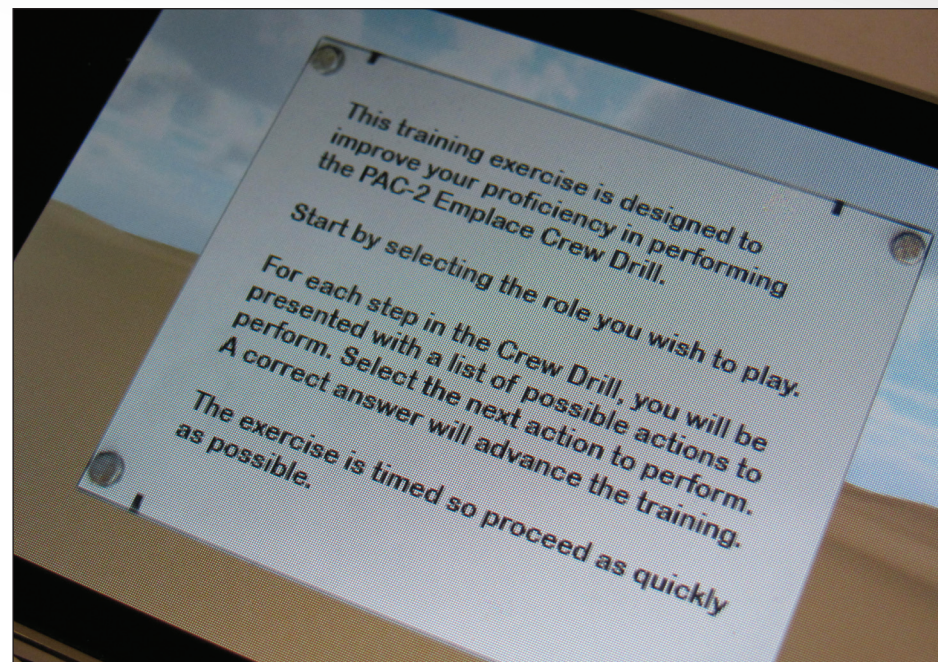 This training exercise is designed to
improve your proficiency in performing
the PAC-2 Emplace Crew Drill.
Start by selecting the role you wish to play.
For each step in the Crew Drill, you will be
presented with a list of possible actions to
perform. Select the next action to perform.
A correct answer will advance the training.
The exercise is timed so proceed as quickly
as possible.